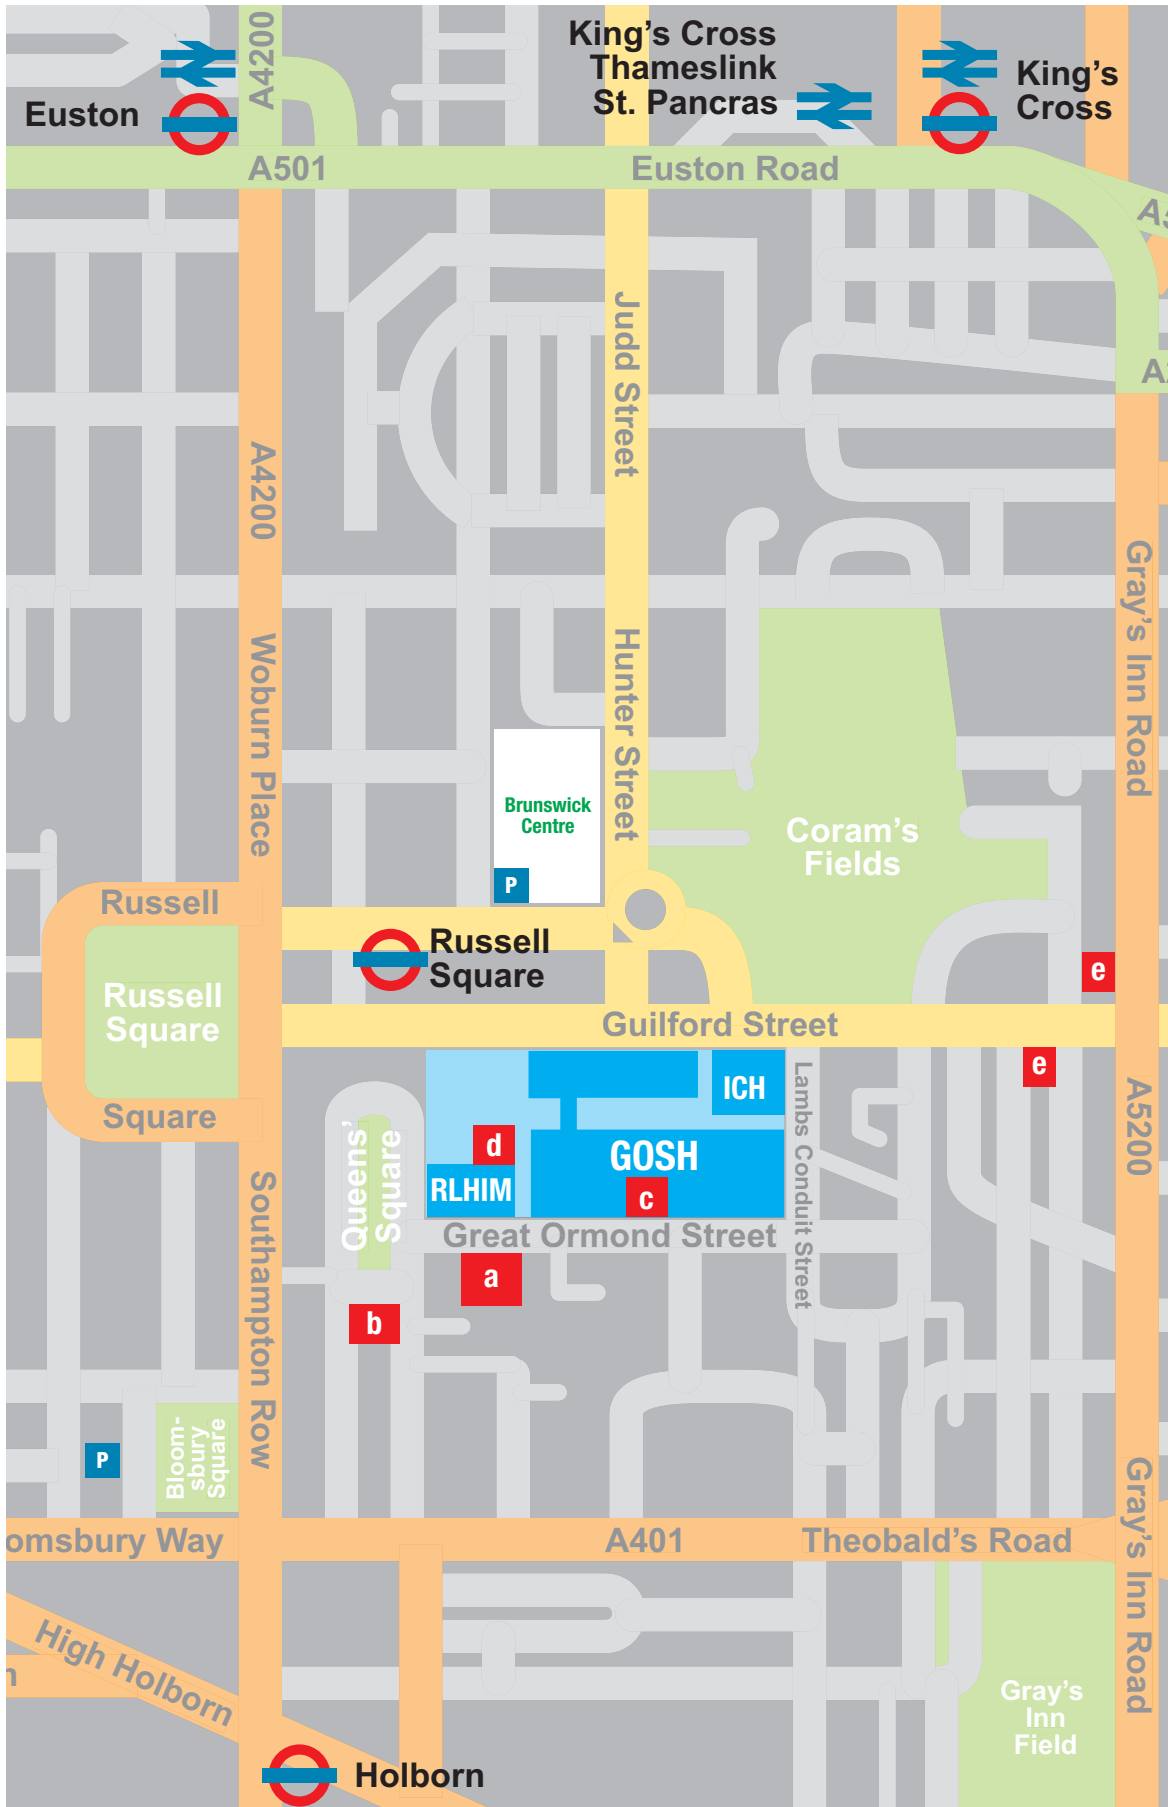 A4200
King's Cross
Thameslink
St. Pancras
King's
Cross
Euston
A501
Euston Road
Judd Street
A4200
Gray's Inn Road
Woburn Place
Hunter Street
Brunswick
Centre
P
Coram's
Fields
Russell
Russell
Square
Russell
Square
e
Guilford Street
Square
Queens'
Square
ICH
e
d
GOSH
RLHIM
c
Lambs Conduit Street
A5200
Great Ormond Street
a
b
Southampton Row
Bloom-
sbury
Square
P
omsbury Way
A401
Theobald's Road
Gray's Inn Road
High Holborn
Gray's
Inn
Field
Holborn